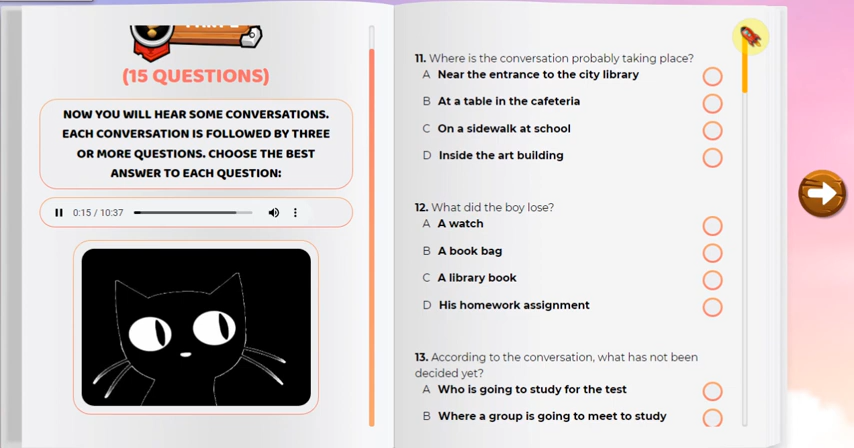 (15 QUESTIONS)
NOW YOU WILL HEAR SOME CONVERSATIONS.
EACH CONVERSATION IS FOLLOWED BY THREE
OR MORE QUESTIONS. CHOOSE THE BEST
ANSWER TO EACH QUESTION:
0:15 / 10:37
11. Where is the conversation probably taking place?
A Near the entrance to the city library
B At a table in the cafeteria
C On a sidewalk at school
D Inside the art building
12. What did the boy lose?
A A watch
B A book bag
C A library book
D His homework assignment
13. According to the conversation, what has not been
decided yet?
A Who is going to study for the test
B Where a group is going to meet to study